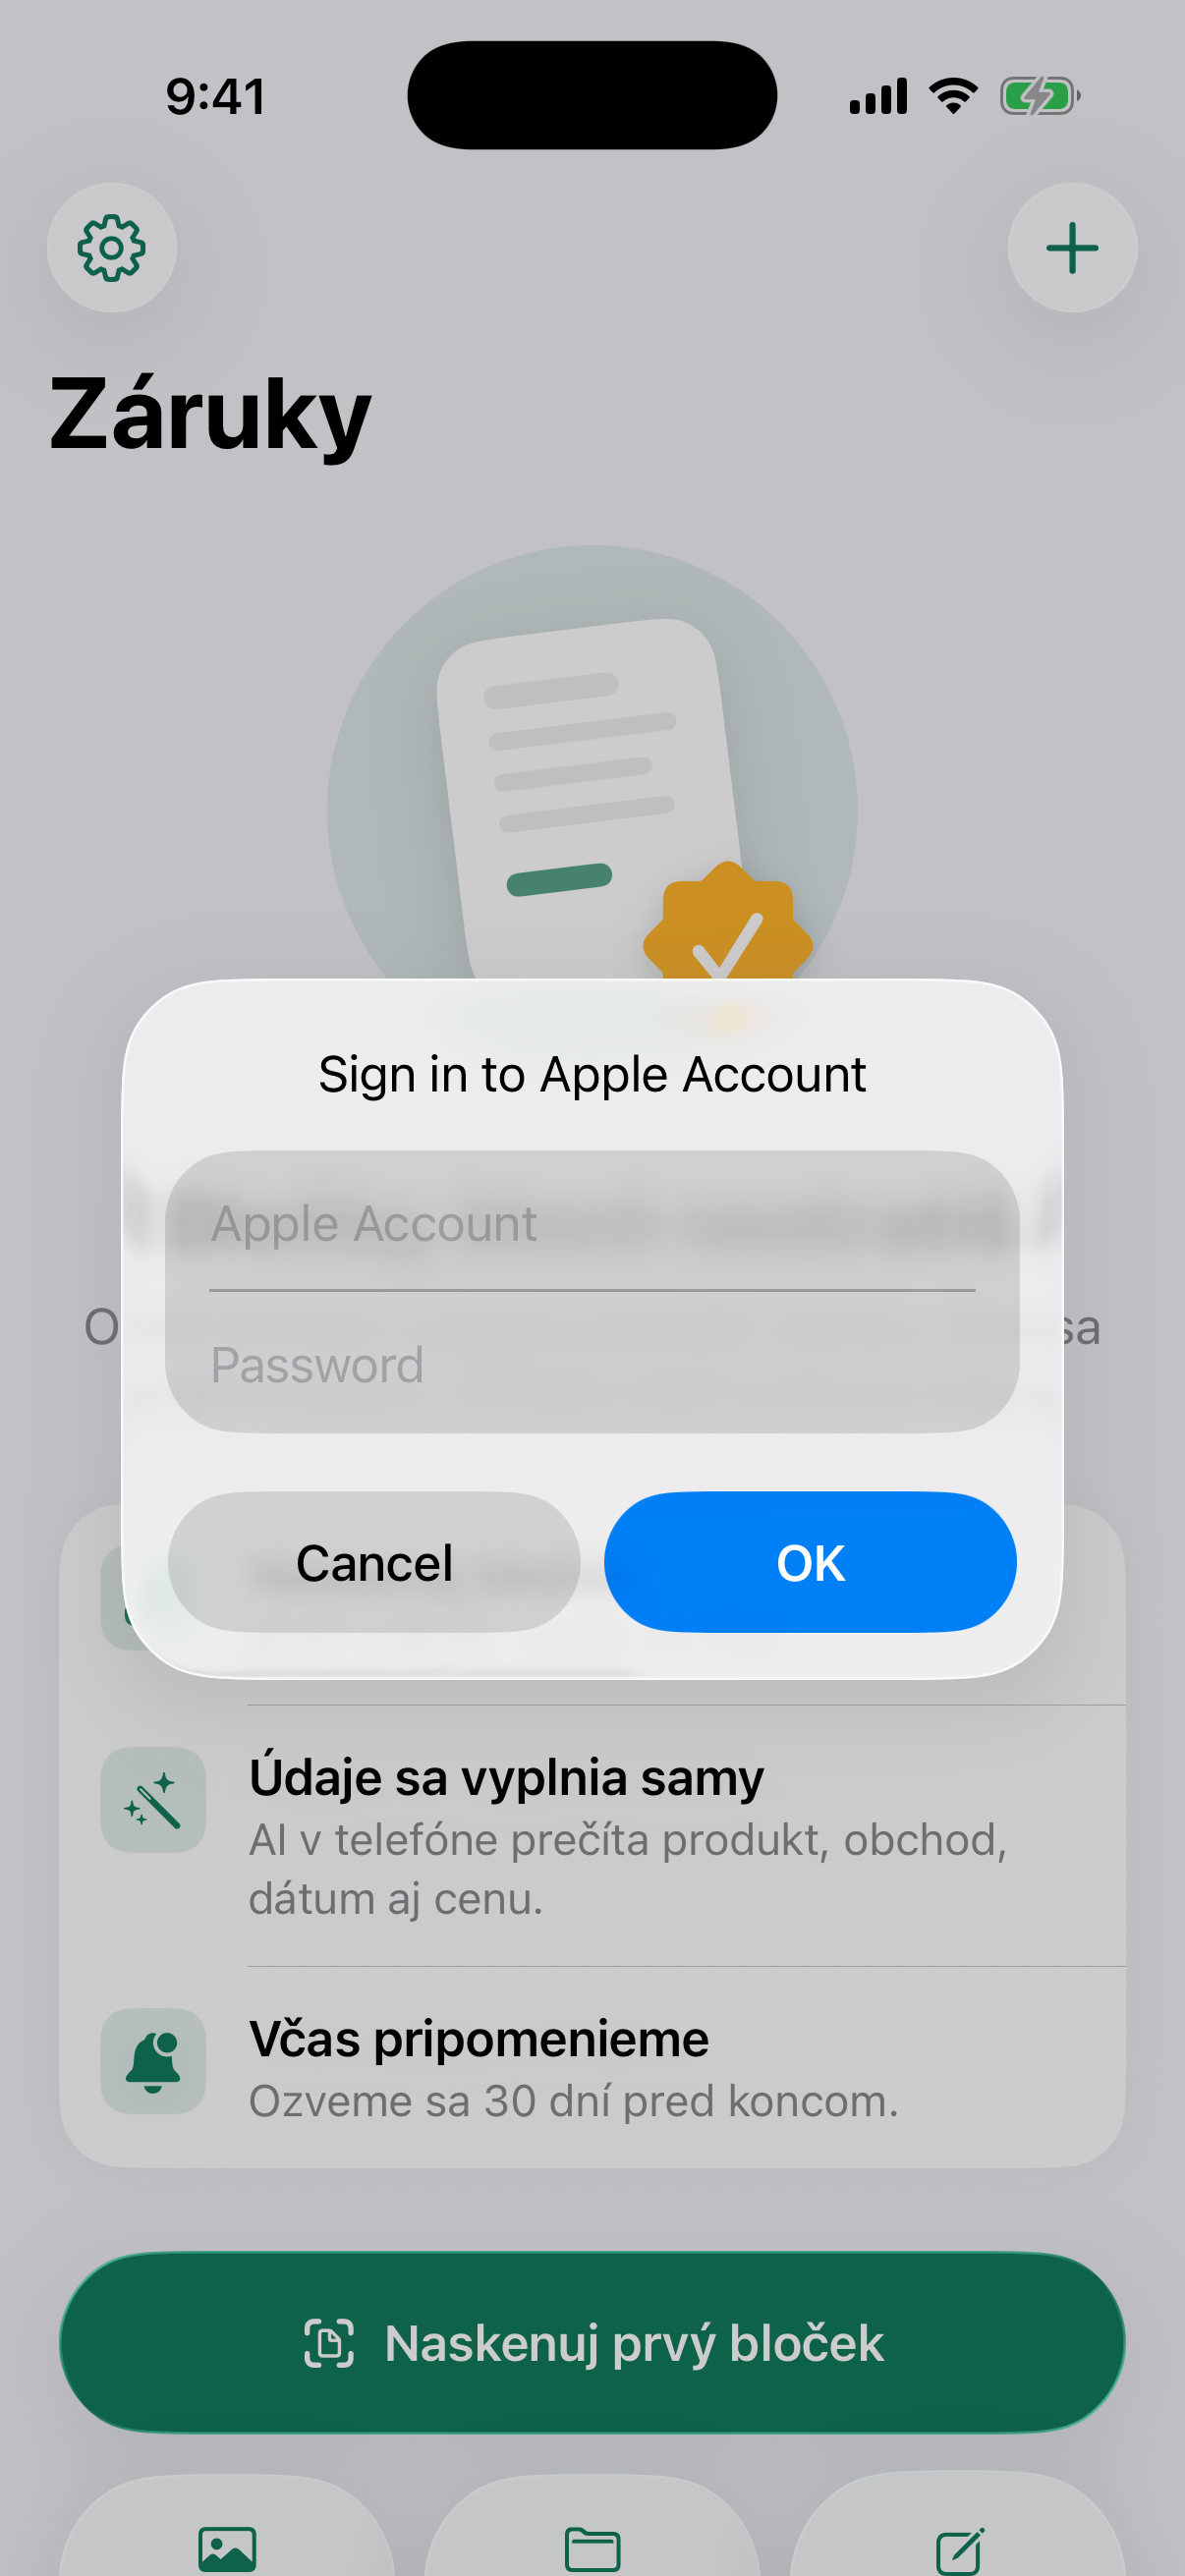 9:41
Záruky
Sign in to Apple Account
Apple Account
Password
Cancel
OK
Údaje sa vyplnia samy
AI v telefóne prečíta produkt, obchod,
dátum aj cenu.
Včas pripomenieme
Ozveme sa 30 dní pred koncom.
Naskenuj prvý bloček